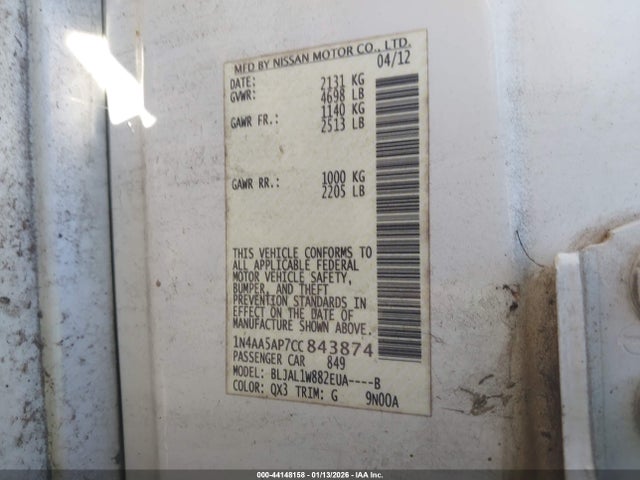 MFD BY NISSAN MOTOR CO., LTD.
DATE: 04/12
GVWR: 2131 KG
4698 LB
GAWR FR.: 1140 KG
2513 LB
GAWR RR.: 1000 KG
2205 LB
THIS VEHICLE CONFORMS TO
ALL APPLICABLE FEDERAL
MOTOR VEHICLE SAFETY,
BUMPER, AND THEFT
PREVENTION STANDARDS IN
EFFECT ON THE DATE OF
MANUFACTURE SHOWN ABOVE.
1N4AA5AP7CC 843874
PASSENGER CAR 849
MODEL: BLJAL1W882EUA----B
COLOR: QX3 TRIM: G 9N00A
000-44148158 - 01/13/2026 - IAA Inc.